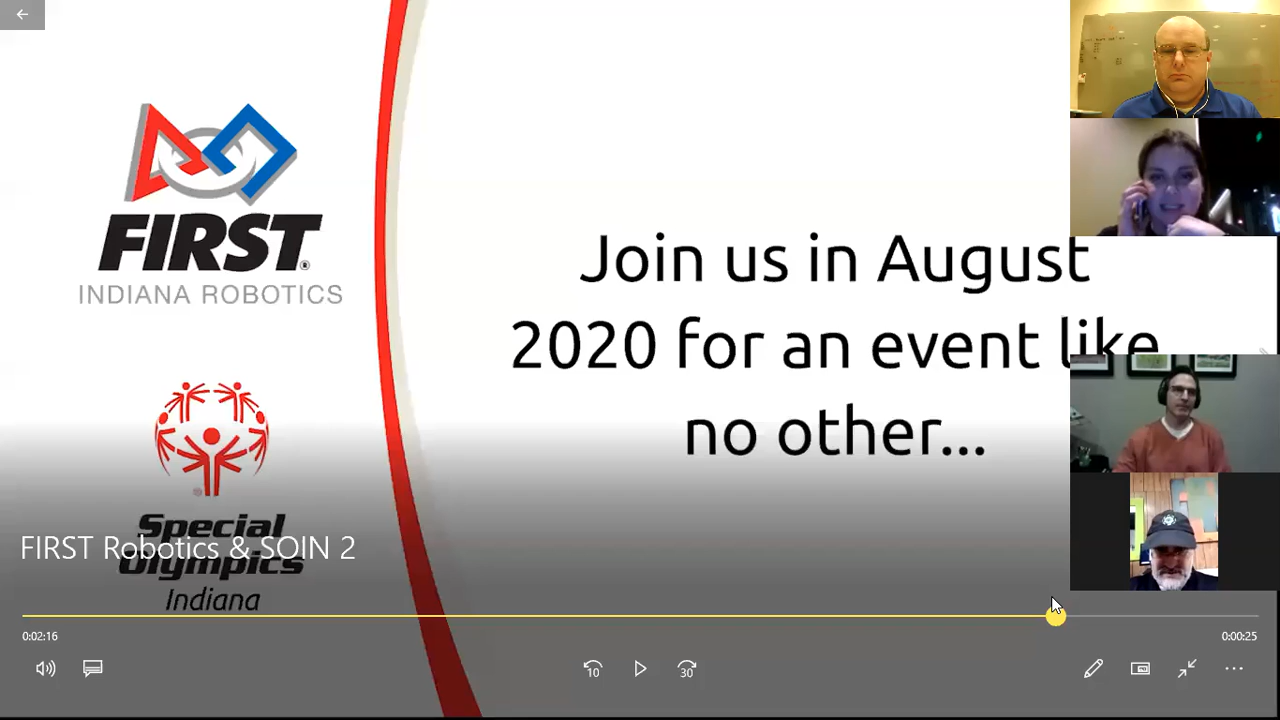 FIRST®
INDIANA ROBOTICS
Join us in August
2020 for an event like
no other...
Special
Olympics
Indiana
FIRST Robotics & SOIN 2
0:02:16
0:00:25
10
30